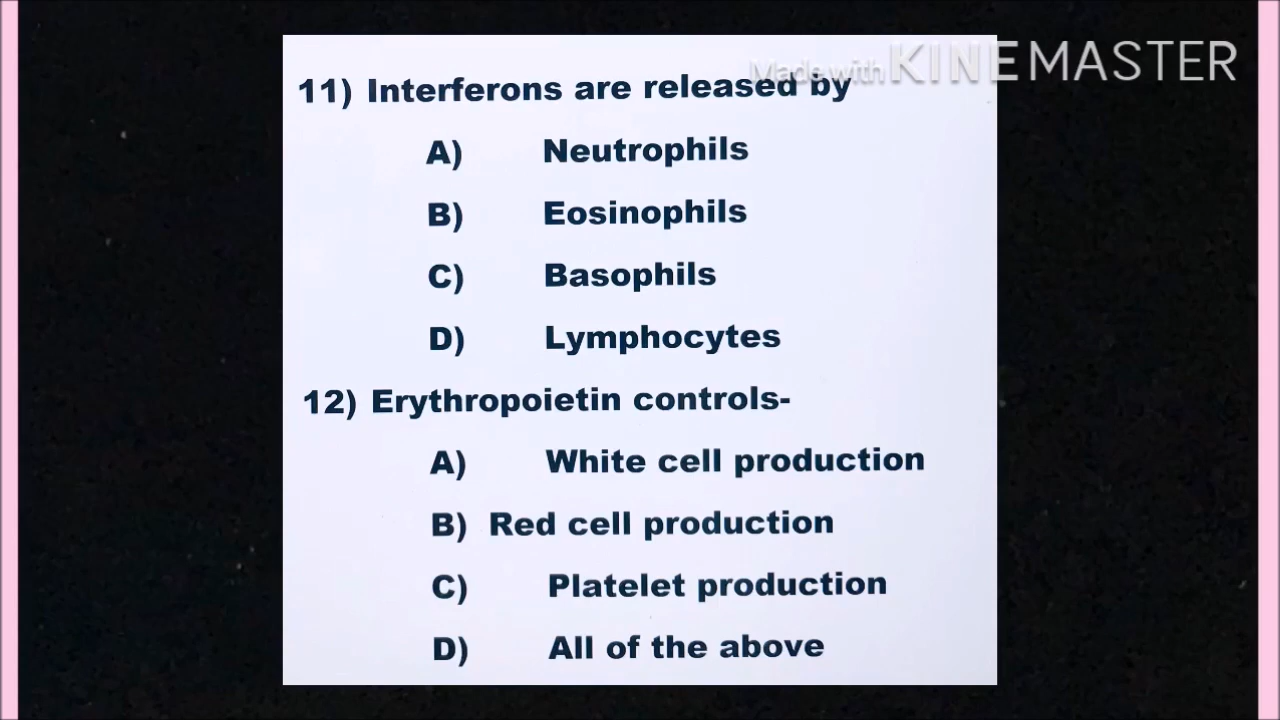 Made with KINEMASTER
11) Interferons are released by
A) Neutrophils
B) Eosinophils
C) Basophils
D) Lymphocytes
12) Erythropoietin controls-
A) White cell production
B) Red cell production
C) Platelet production
D) All of the above